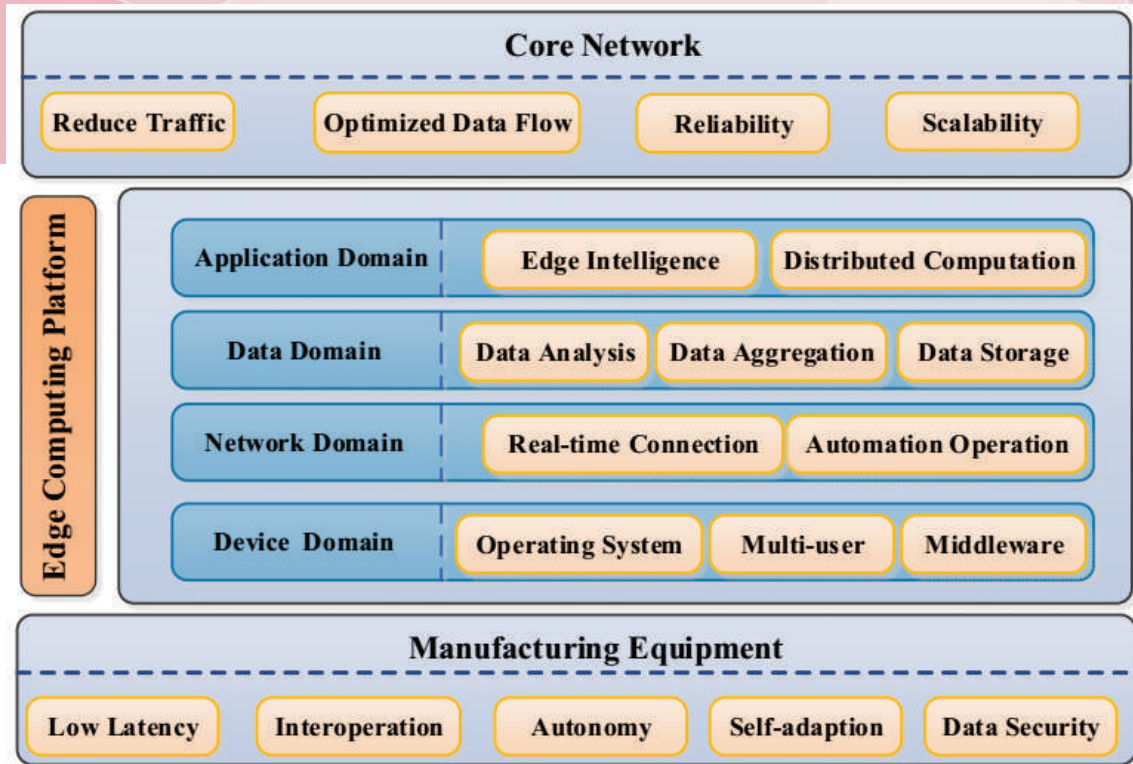 Core Network
Reduce Traffic
Optimized Data Flow
Reliability
Scalability
Edge Computing Platform
Application Domain
Edge Intelligence
Distributed Computation
Data Domain
Data Analysis
Data Aggregation
Data Storage
Network Domain
Real-time Connection
Automation Operation
Device Domain
Operating System
Multi-user
Middleware
Manufacturing Equipment
Low Latency
Interoperation
Autonomy
Self-adaption
Data Security